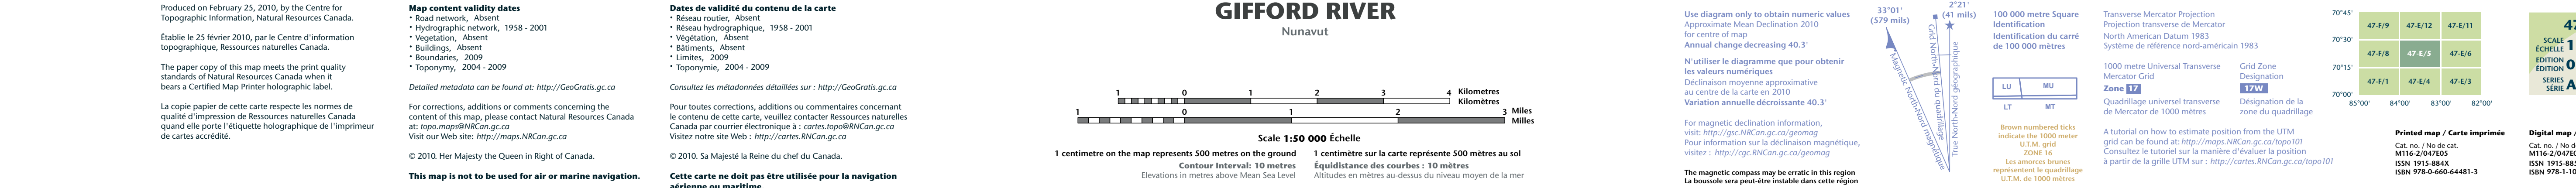 Produced on February 25, 2010, by the Centre for
Topographic Information, Natural Resources Canada.
Établie le 25 février 2010, par le Centre d'information
topographique, Ressources naturelles Canada.
The paper copy of this map meets the print quality
standards of Natural Resources Canada when it
bears a Certified Map Printer holographic label.
La copie papier de cette carte respecte les normes de
qualité d'impression de Ressources naturelles Canada
quand elle porte l'étiquette holographique de l'imprimeur
de cartes accrédité.
Map content validity dates
• Road network, Absent
• Hydrographic network, 1958 - 2001
• Vegetation, Absent
• Buildings, Absent
• Boundaries, 2009
• Toponymy, 2004 - 2009
Detailed metadata can be found at: http://GeoGratis.gc.ca
For corrections, additions or comments concerning the
content of this map, please contact Natural Resources Canada
at: topo.maps@NRCan.gc.ca
Visit our Web site: http://maps.NRCan.gc.ca
© 2010. Her Majesty the Queen in Right of Canada.
This map is not to be used for air or marine navigation.
Dates de validité du contenu de la carte
• Réseau routier, Absent
• Réseau hydrographique, 1958 - 2001
• Végétation, Absent
• Bâtiments, Absent
• Limites, 2009
• Toponymie, 2004 - 2009
Consultez les métadonnées détaillées sur : http://GeoGratis.gc.ca
Pour toutes corrections, additions ou commentaires concernant
le contenu de cette carte, veuillez contacter Ressources naturelles
Canada par courrier électronique à : cartes.topo@RNCan.gc.ca
Visitez notre site Web : http://cartes.RNCan.gc.ca
© 2010. Sa Majesté la Reine du chef du Canada.
Cette carte ne doit pas être utilisée pour la navigation
aérienne ou maritime.
GIFFORD RIVER
Nunavut
1 0 1 2 3 4 Kilometres
Kilomètres
1 0 1 2 3 Miles
Milles
Scale 1:50 000 Échelle
1 centimetre on the map represents 500 metres on the ground
1 centimètre sur la carte représente 500 mètres au sol
Contour Interval: 10 metres
Équidistance des courbes : 10 mètres
Elevations in metres above Mean Sea Level
Altitudes en mètres au-dessus du niveau moyen de la mer
Use diagram only to obtain numeric values
Approximate Mean Declination 2010
for centre of map
Annual change decreasing 40.3'
N'utiliser le diagramme que pour obtenir
les valeurs numériques
Déclinaison moyenne approximative
au centre de la carte en 2010
Variation annuelle décroissante 40.3'
For magnetic declination information,
visit: http://gsc.NRCan.gc.ca/geomag
Pour information sur la déclinaison magnétique,
visitez : http://cgc.RNCan.gc.ca/geomag
The magnetic compass may be erratic in this region
La boussole sera peut-être instable dans cette région
33°01'
(579 mils)
2°21'
(41 mils)
Magnetic North•Nord magnétique
Grid North•Nord du quadrillage
True North•Nord géographique
100 000 metre Square
Identification
Identification du carré
de 100 000 mètres
LU MU
LT MT
Brown numbered ticks
indicate the 1000 meter
U.T.M. grid
ZONE 16
Les amorces brunes
représentent le quadrillage
U.T.M. de 1000 mètres
Transverse Mercator Projection
Projection transverse de Mercator
North American Datum 1983
Système de référence nord-américain 1983
1000 metre Universal Transverse
Mercator Grid
Zone 17
Quadrillage universel transverse
de Mercator de 1000 mètres
Grid Zone
Designation
17W
Désignation de la
zone du quadrillage
A tutorial on how to estimate position from the UTM
grid can be found at: http://maps.NRCan.gc.ca/topo101
Consultez le tutoriel sur la manière d'évaluer la position
à partir de la grille UTM sur : http://cartes.RNCan.gc.ca/topo101
70°45'
47-F/9 47-E/12 47-E/11
70°30'
47-F/8 47-E/5 47-E/6
70°15'
47-F/1 47-E/4 47-E/3
70°00'
85°00' 84°00' 83°00' 82°00'
Printed map / Carte imprimée
Cat. no. / No de cat.
M116-2/047E05
ISSN 1915-884X
ISBN 978-0-660-64481-3
47
SCALE
ÉCHELLE 1
EDITION
ÉDITION 0
SERIES
SÉRIE A
Digital map /
Cat. no. / No de
M116-2/047E0
ISSN 1915-88
ISBN 978-1-10